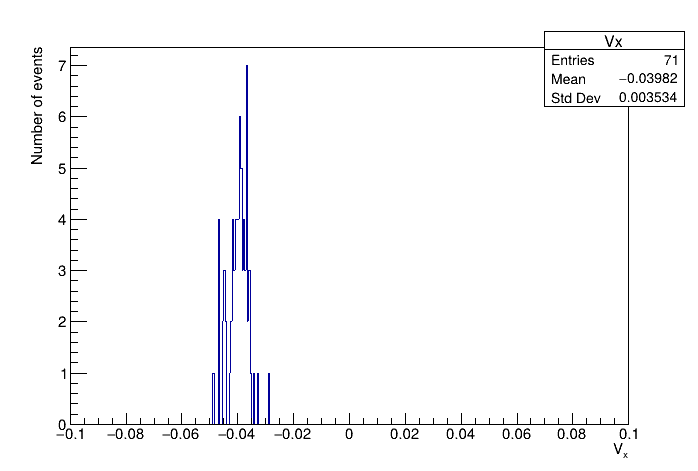 Vx
Entries 71
Mean −0.03982
Std Dev 0.003534
Number of events
7
6
5
4
3
2
1
0
−0.1 −0.08 −0.06 −0.04 −0.02 0 0.02 0.04 0.06 0.08 0.1
Vx